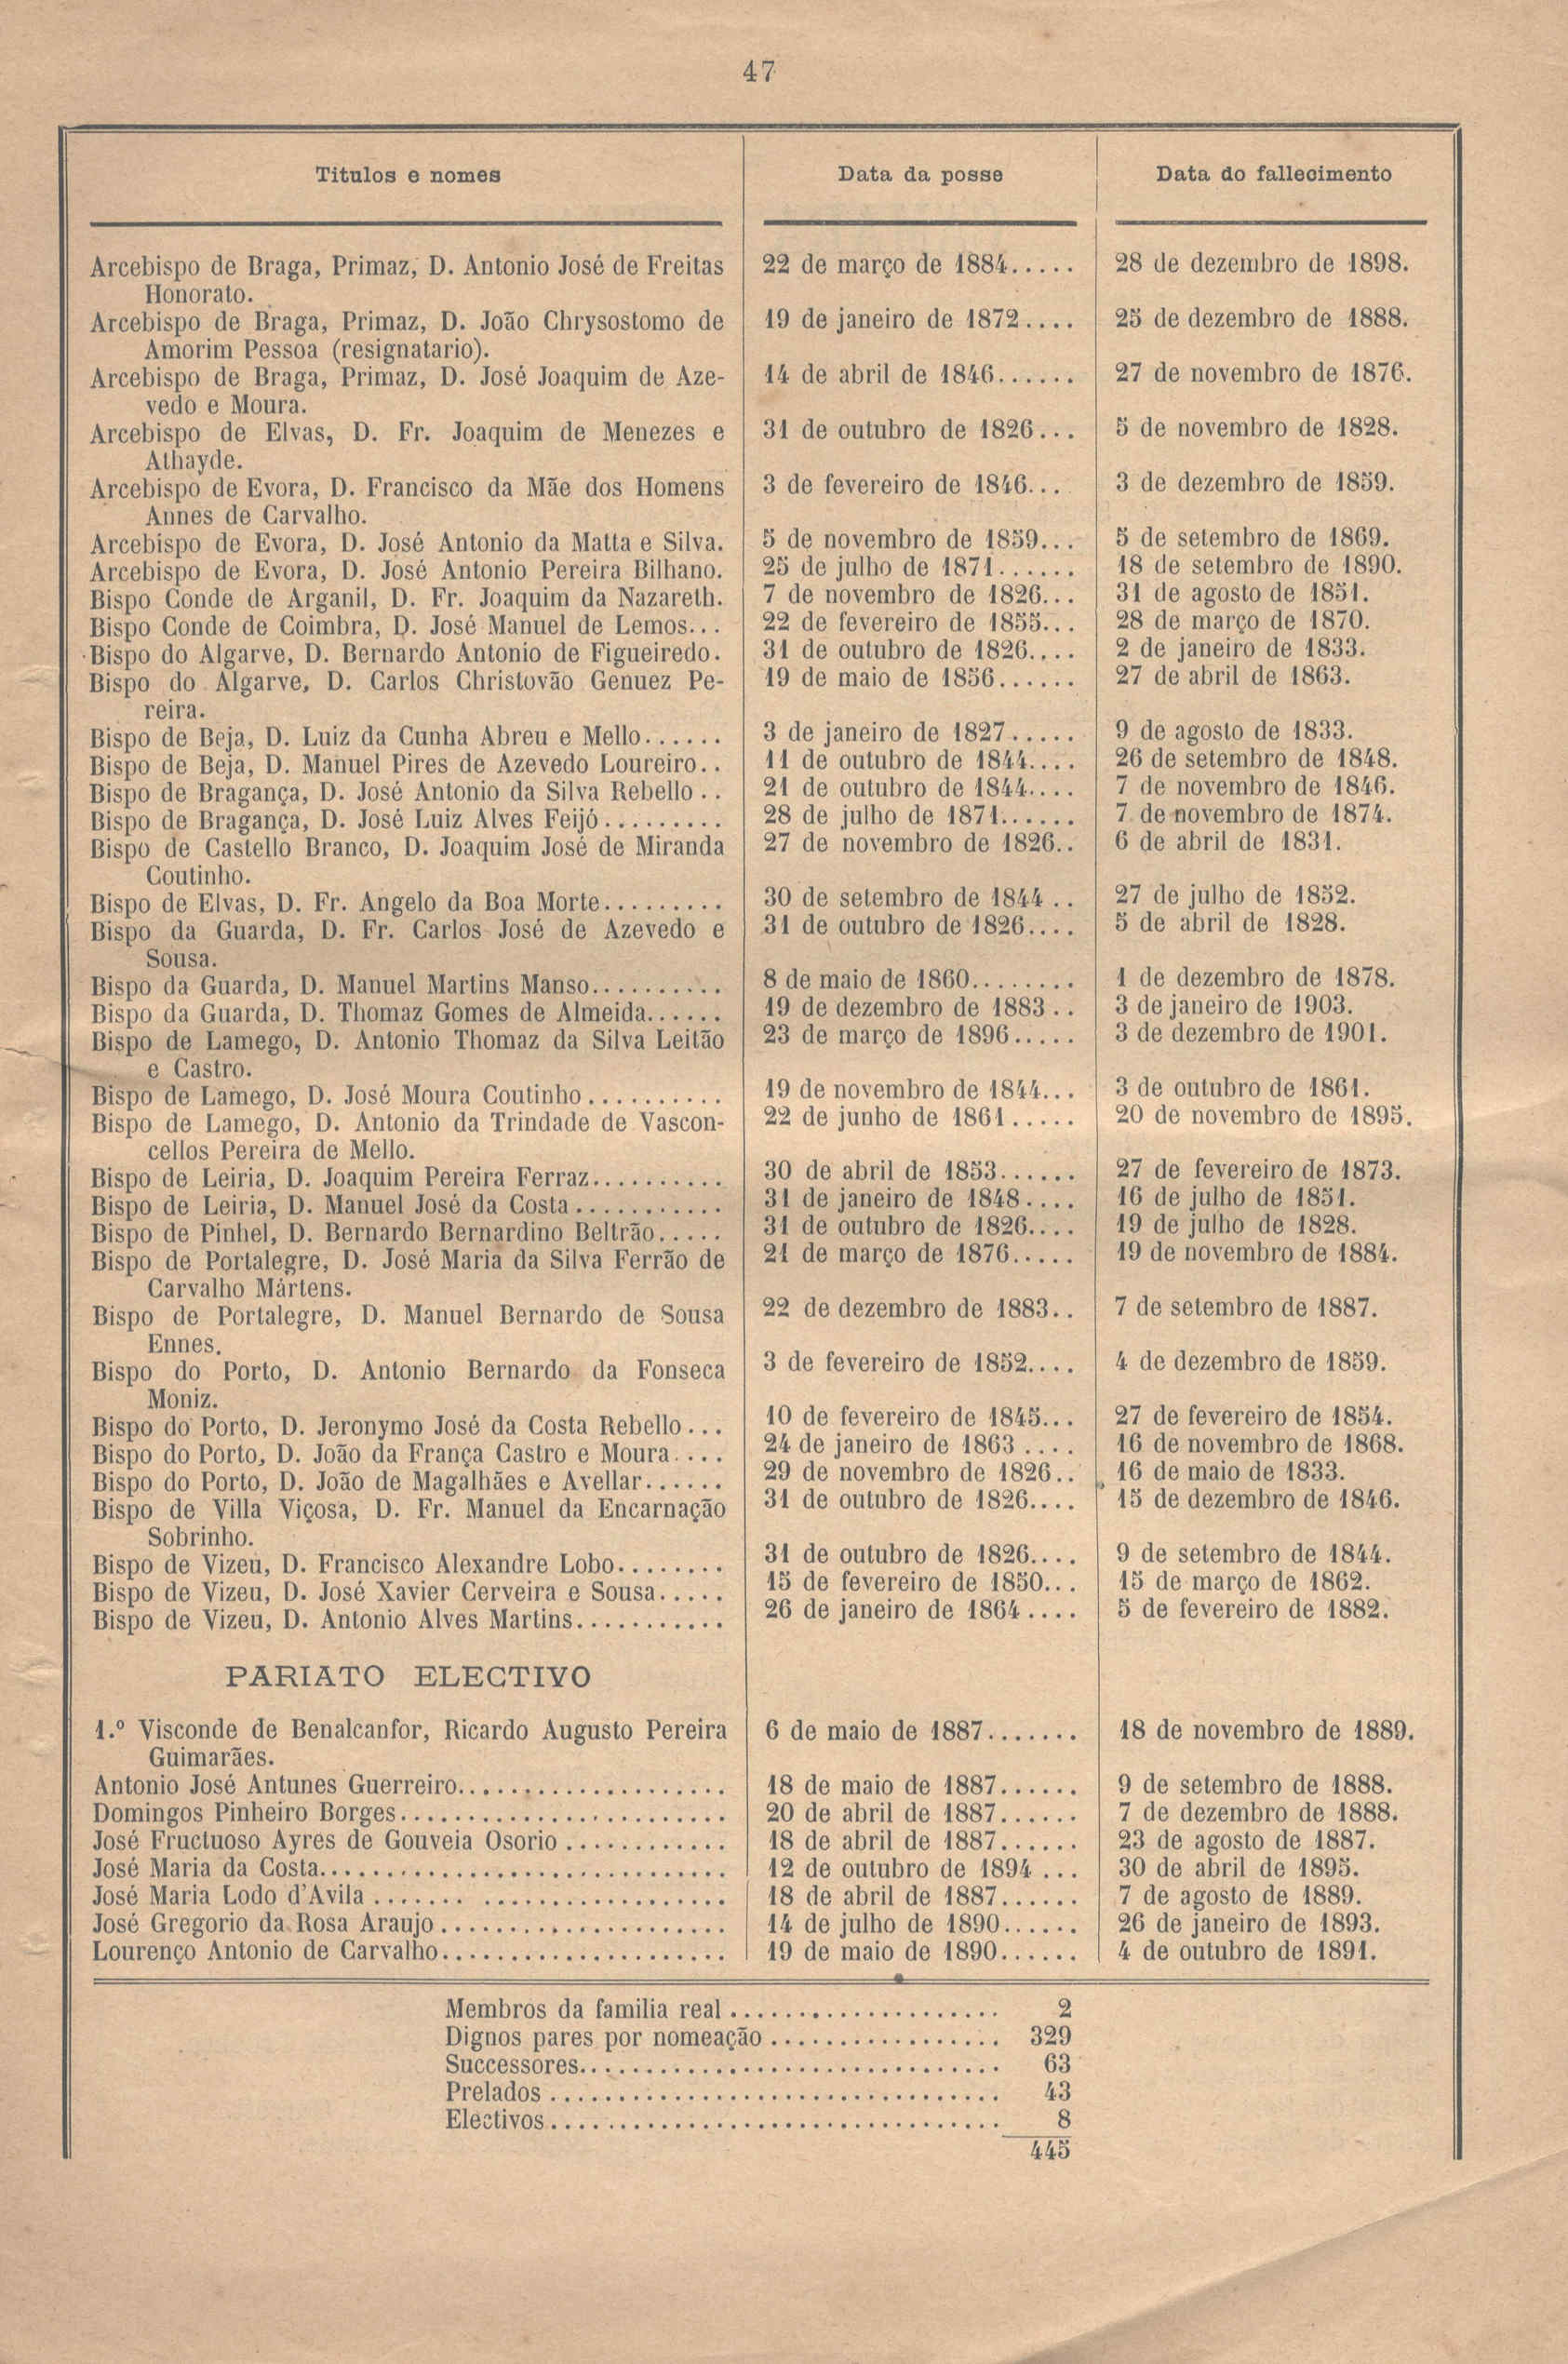 47
Titulos e nomes Data da posse Data do fallecimento
Arcebispo de Braga, Primaz, D. Antonio José de Freitas 22 de março de 1884..... 28 de dezembro de 1898.
Honorato.
Arcebispo de Braga, Primaz, D. João Chrysostomo de 19 de janeiro de 1872.... 25 de dezembro de 1888.
Amorim Pessoa (resignatario).
Arcebispo de Braga, Primaz, D. José Joaquim de Aze- 14 de abril de 1846...... 27 de novembro de 1876.
vedo e Moura.
Arcebispo de Elvas, D. Fr. Joaquim de Menezes e 31 de outubro de 1826... 5 de novembro de 1828.
Athayde.
Arcebispo de Evora, D. Francisco da Mãe dos Homens 3 de fevereiro de 1846... 3 de dezembro de 1859.
Annes de Carvalho.
Arcebispo de Evora, D. José Antonio da Matta e Silva. 5 de novembro de 1859... 5 de setembro de 1869.
Arcebispo de Evora, D. José Antonio Pereira Bilhano. 25 de julho de 1871...... 18 de setembro de 1890.
Bispo Conde de Arganil, D. Fr. Joaquim da Nazareth. 7 de novembro de 1826... 31 de agosto de 1851.
Bispo Conde de Coimbra, D. José Manuel de Lemos... 22 de fevereiro de 1855... 28 de março de 1870.
Bispo do Algarve, D. Bernardo Antonio de Figueiredo. 31 de outubro de 1826.... 2 de janeiro de 1833.
Bispo do Algarve, D. Carlos Christovão Genuez Pe- 19 de maio de 1856...... 27 de abril de 1863.
reira.
Bispo de Beja, D. Luiz da Cunha Abreu e Mello...... 3 de janeiro de 1827..... 9 de agosto de 1833.
Bispo de Beja, D. Manuel Pires de Azevedo Loureiro.. 11 de outubro de 1844.... 26 de setembro de 1848.
Bispo de Bragança, D. José Antonio da Silva Rebello.. 21 de outubro de 1844.... 7 de novembro de 1846.
Bispo de Bragança, D. José Luiz Alves Feijó......... 28 de julho de 1871...... 7 de novembro de 1874.
Bispo de Castello Branco, D. Joaquim José de Miranda 27 de novembro de 1826.. 6 de abril de 1831.
Coutinho.
Bispo de Elvas, D. Fr. Angelo da Boa Morte......... 30 de setembro de 1844.. 27 de julho de 1852.
Bispo da Guarda, D. Fr. Carlos José de Azevedo e 31 de outubro de 1826.... 5 de abril de 1828.
Sousa.
Bispo da Guarda, D. Manuel Martins Manso.......... 8 de maio de 1860........ 1 de dezembro de 1878.
Bispo da Guarda, D. Thomaz Gomes de Almeida...... 19 de dezembro de 1883.. 3 de janeiro de 1903.
Bispo de Lamego, D. Antonio Thomaz da Silva Leitão 23 de março de 1896..... 3 de dezembro de 1901.
e Castro.
Bispo de Lamego, D. José Moura Coutinho.......... 19 de novembro de 1844... 3 de outubro de 1861.
Bispo de Lamego, D. Antonio da Trindade de Vascon- 22 de junho de 1861..... 20 de novembro de 1895.
cellos Pereira de Mello.
Bispo de Leiria, D. Joaquim Pereira Ferraz.......... 30 de abril de 1853...... 27 de fevereiro de 1873.
Bispo de Leiria, D. Manuel José da Costa........... 31 de janeiro de 1848.... 16 de julho de 1851.
Bispo de Pinhel, D. Bernardo Bernardino Beltrão..... 31 de outubro de 1826.... 19 de julho de 1828.
Bispo de Portalegre, D. José Maria da Silva Ferrão de 21 de março de 1876..... 19 de novembro de 1884.
Carvalho Mártens.
Bispo de Portalegre, D. Manuel Bernardo de Sousa 22 de dezembro de 1883.. 7 de setembro de 1887.
Ennes.
Bispo do Porto, D. Antonio Bernardo da Fonseca 3 de fevereiro de 1852.... 4 de dezembro de 1859.
Moniz.
Bispo do Porto, D. Jeronymo José da Costa Rebello... 10 de fevereiro de 1845... 27 de fevereiro de 1854.
Bispo do Porto, D. João da França Castro e Moura.... 24 de janeiro de 1863.... 16 de novembro de 1868.
Bispo do Porto, D. João de Magalhães e Avellar...... 29 de novembro de 1826.. 16 de maio de 1833.
Bispo de Villa Viçosa, D. Fr. Manuel da Encarnação 31 de outubro de 1826.... 15 de dezembro de 1846.
Sobrinho.
Bispo de Vizeu, D. Francisco Alexandre Lobo........ 31 de outubro de 1826.... 9 de setembro de 1844.
Bispo de Vizeu, D. José Xavier Cerveira e Sousa..... 15 de fevereiro de 1850... 15 de março de 1862.
Bispo de Vizeu, D. Antonio Alves Martins........... 26 de janeiro de 1864.... 5 de fevereiro de 1882.
PARIATO ELECTIVO
1.º Visconde de Benalcanfor, Ricardo Augusto Pereira 6 de maio de 1887....... 18 de novembro de 1889.
Guimarães.
Antonio José Antunes Guerreiro.................... 18 de maio de 1887...... 9 de setembro de 1888.
Domingos Pinheiro Borges........................ 20 de abril de 1887...... 7 de dezembro de 1888.
José Fructuoso Ayres de Gouveia Osorio............ 18 de abril de 1887...... 23 de agosto de 1887.
José Maria da Costa.............................. 12 de outubro de 1894... 30 de abril de 1895.
José Maria Lodo d'Avila.......................... 18 de abril de 1887...... 7 de agosto de 1889.
José Gregorio da Rosa Araujo..................... 14 de julho de 1890...... 26 de janeiro de 1893.
Lourenço Antonio de Carvalho..................... 19 de maio de 1890...... 4 de outubro de 1891.
Membros da familia real.................... 2
Dignos pares por nomeação................. 329
Successores............................... 63
Prelados................................. 43
Electivos................................. 8
445